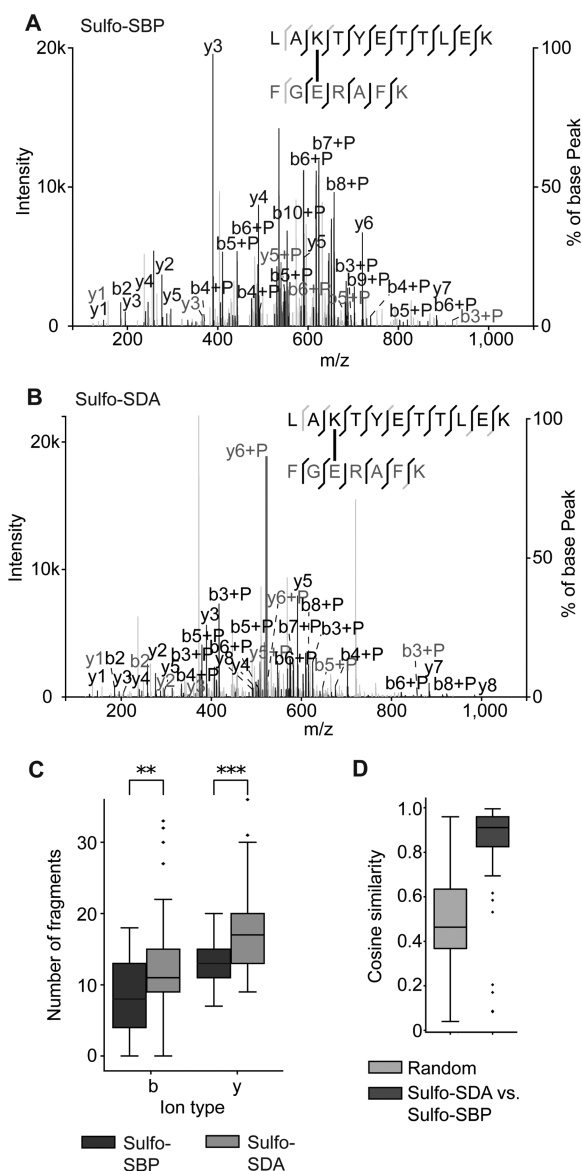 A
Sulfo-SBP
L A K T Y E T T L E K
F G E R A F K
20k
10k
0
Intensity
100
50
0
% of base Peak
y3
b7+P
b6+P
b8+P
y4
b10+P
b6+P
y6
b5+P
y5+P
y5
y2
b5+P
b3+P
y1
b2
y4
b4+P
b6+P
b9+P
y1
y5
y3
b4+P
b5+P
b4+P
y7
b5+P
b6+P
b3+P
200
400
600
800
1,000
m/z
B
Sulfo-SDA
L A K T Y E T T L E K
F G E R A F K
20k
10k
0
Intensity
100
50
0
% of base Peak
y6+P
b3+P
y6+P
y5
y3
b8+P
b5+P
b5+P
b7+P
b3+P
y1
b2
y2
b3+P
b6+P
y5+P
b4+P
b3+P
y1
y3
b2
y4
y5
y2
b4+P
y3
y8
y4
b6+P
b5+P
y7
b6+P
b8+P
y8
200
400
600
800
1,000
m/z
C
** ***
Number of fragments
30
20
10
0
b
y
Ion type
Sulfo-
SBP
Sulfo-
SDA
D
Cosine similarity
1.0
0.8
0.6
0.4
0.2
0
Random
Sulfo-SDA vs.
Sulfo-SBP